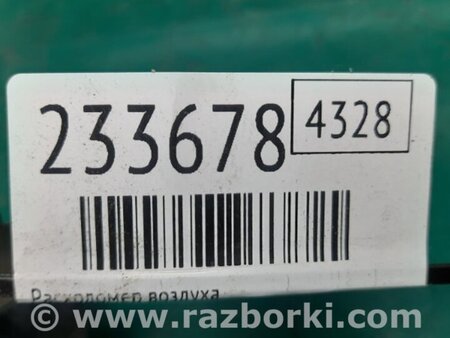 233678
4328
Расходомер воздуха
www.razborki.com